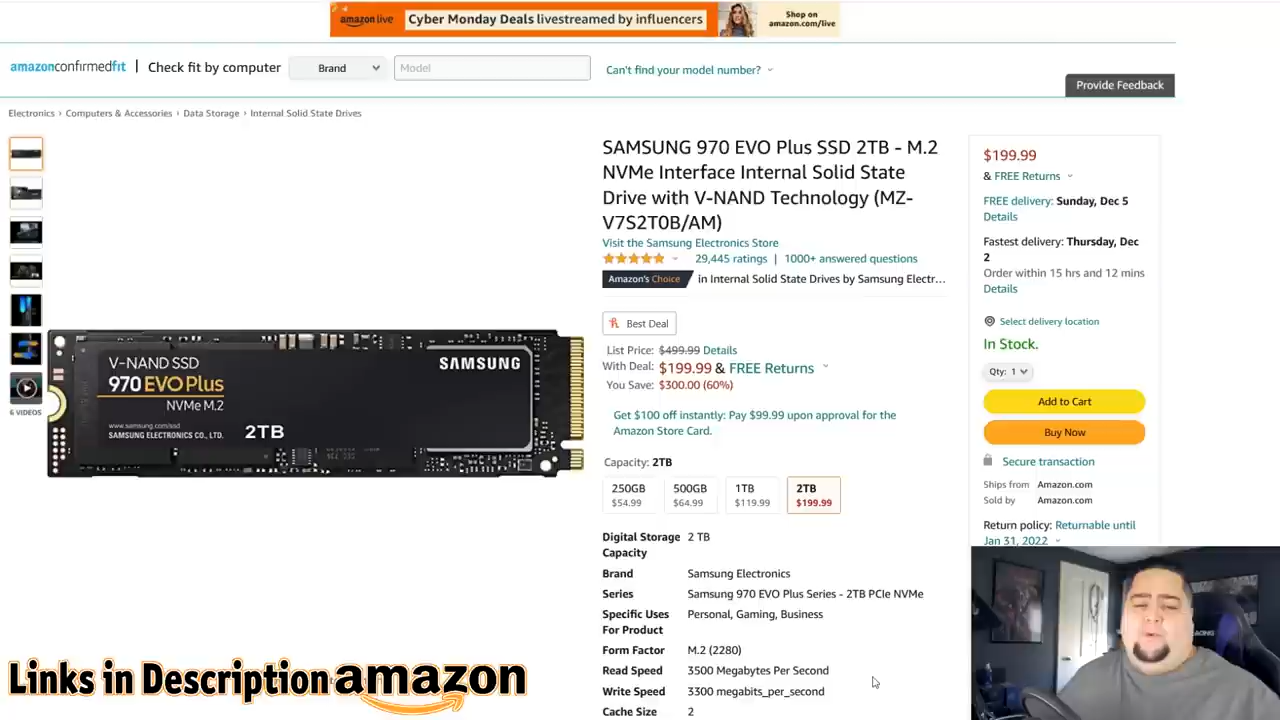 amazon live Cyber Monday Deals livestreamed by influencers Shop on
amazon.com/live
amazonconfirmedfit | Check fit by computer Brand Model Can't find your model number?
Provide Feedback
Electronics › Computers & Accessories › Data Storage › Internal Solid State Drives
6 VIDEOS
V-NAND SSD
970 EVO Plus
NVMe M.2
SAMSUNG
www.samsung.com/ssd
SAMSUNG ELECTRONICS CO., LTD.
2TB
SAMSUNG 970 EVO Plus SSD 2TB - M.2
NVMe Interface Internal Solid State
Drive with V-NAND Technology (MZ-
V7S2T0B/AM)
Visit the Samsung Electronics Store
29,445 ratings | 1000+ answered questions
Amazon's Choice in Internal Solid State Drives by Samsung Electr...
Best Deal
List Price: $499.99 Details
With Deal: $199.99 & FREE Returns
You Save: $300.00 (60%)
Get $100 off instantly: Pay $99.99 upon approval for the
Amazon Store Card.
Capacity: 2TB
250GB 500GB 1TB 2TB
$54.99 $64.99 $119.99 $199.99
Digital Storage 2 TB
Capacity
Brand Samsung Electronics
Series Samsung 970 EVO Plus Series - 2TB PCIe NVMe
Specific Uses Personal, Gaming, Business
For Product
Form Factor M.2 (2280)
Read Speed 3500 Megabytes Per Second
Write Speed 3300 megabits_per_second
Cache Size 2
$199.99
& FREE Returns
FREE delivery: Sunday, Dec 5
Details
Fastest delivery: Thursday, Dec
2
Order within 15 hrs and 12 mins
Details
Select delivery location
In Stock.
Qty: 1
Add to Cart
Buy Now
Secure transaction
Ships from Amazon.com
Sold by Amazon.com
Return policy: Returnable until
Jan 31, 2022
Links in Description amazon